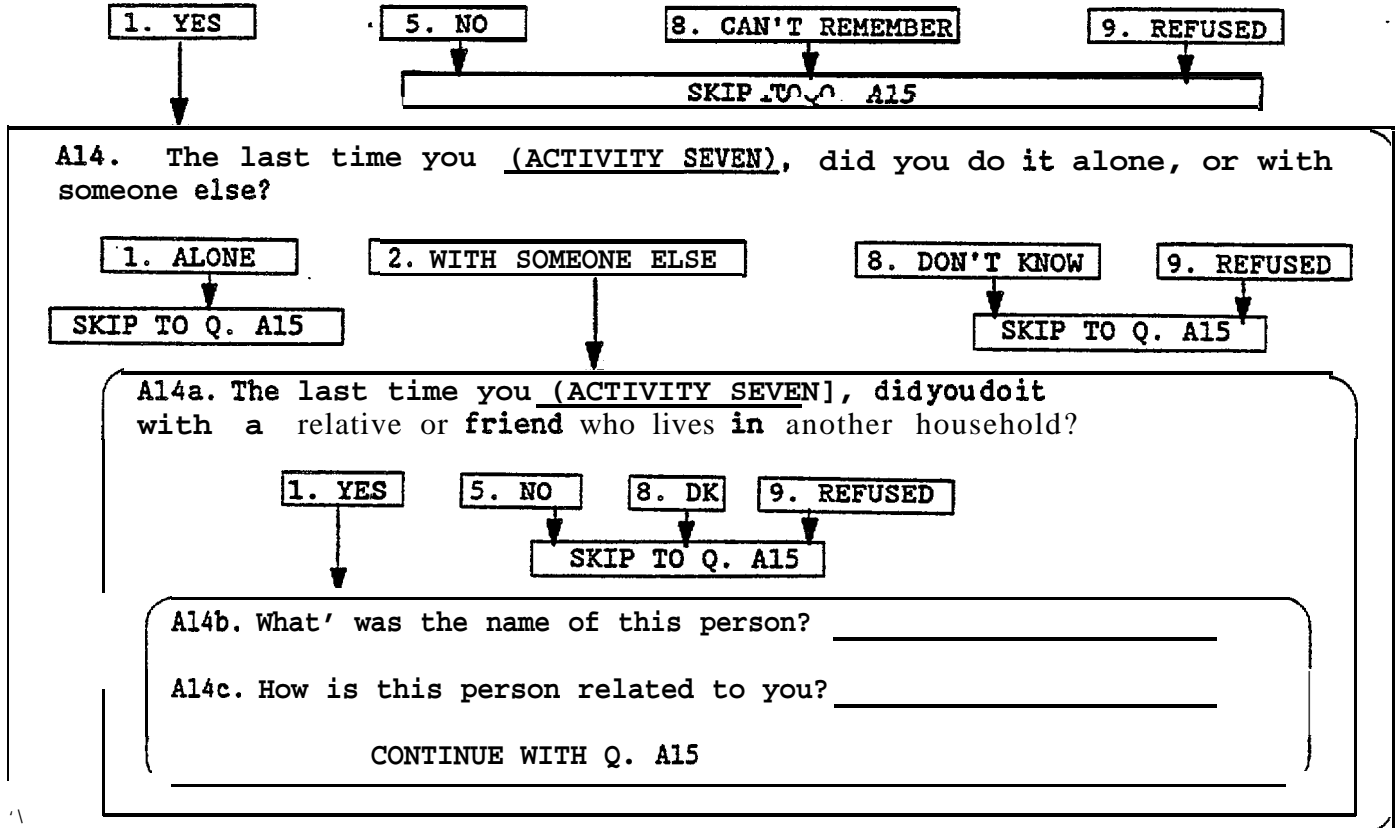 1. YES 5. NO 8. CAN'T REMEMBER 9. REFUSED
SKIP TO Q. A15
A14. The last time you (ACTIVITY SEVEN), did you do it alone, or with
someone else?
1. ALONE 2. WITH SOMEONE ELSE 8. DON'T KNOW 9. REFUSED
SKIP TO Q. A15 SKIP TO Q. A15
A14a. The last time you (ACTIVITY SEVEN], didyoudoit
with a relative or friend who lives in another household?
1. YES 5. NO 8. DK 9. REFUSED
SKIP TO Q. A15
A14b. What' was the name of this person?
A14c. How is this person related to you?
CONTINUE WITH Q. A15